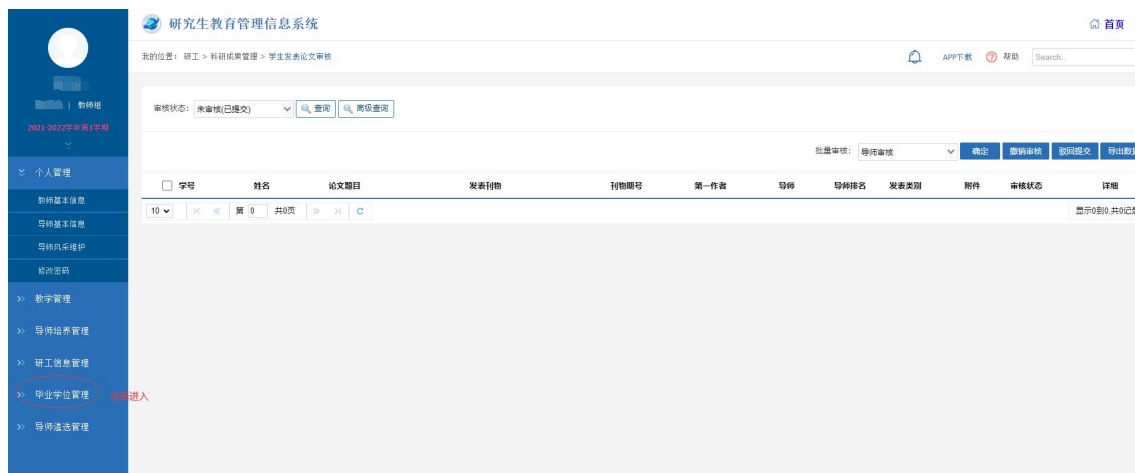 研究生教育管理信息系统
首页
我的位置： 研工 > 科研成果管理 > 学生发表论文审核
APP下载 帮助 Search...
| 教师组
2021-2022学年第1学期
审核状态: 未审核(已提交) 查询 高级查询
批量审核: 导师审核 确定 撤销审核 驳回提交 导出数据
学号 姓名 论文题目 发表刊物 刊物期号 第一作者 导师 导师排名 发表类别 附件 审核状态 详细
10 第 0 共0页 显示0到0,共0记
个人管理
教师基本信息
导师基本信息
导师风采维护
修改密码
教学管理
导师培养管理
研工信息管理
毕业学位管理 点击进入
导师遴选管理